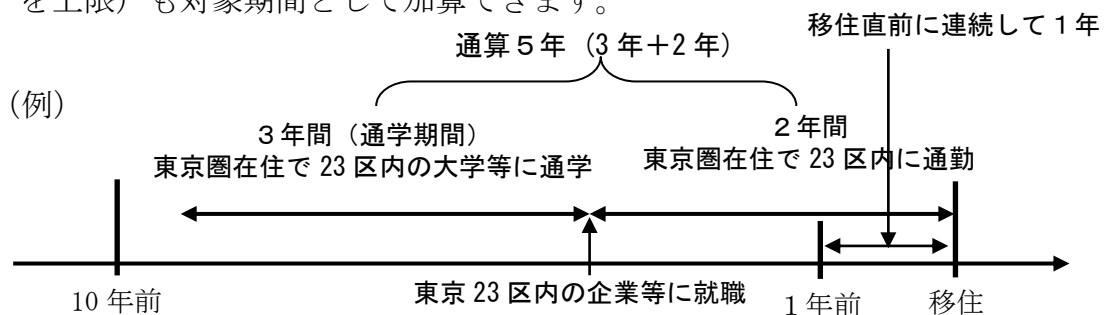 を上限）も対象期間として加算できます。
移住直前に連続して１年
通算５年（3 年＋2 年）
（例）
３年間（通学期間）
東京圏在住で 23 区内の大学等に通学
２年間
東京圏在住で 23 区内に通勤
東京 23 区内の企業等に就職
10 年前
１年前
移住